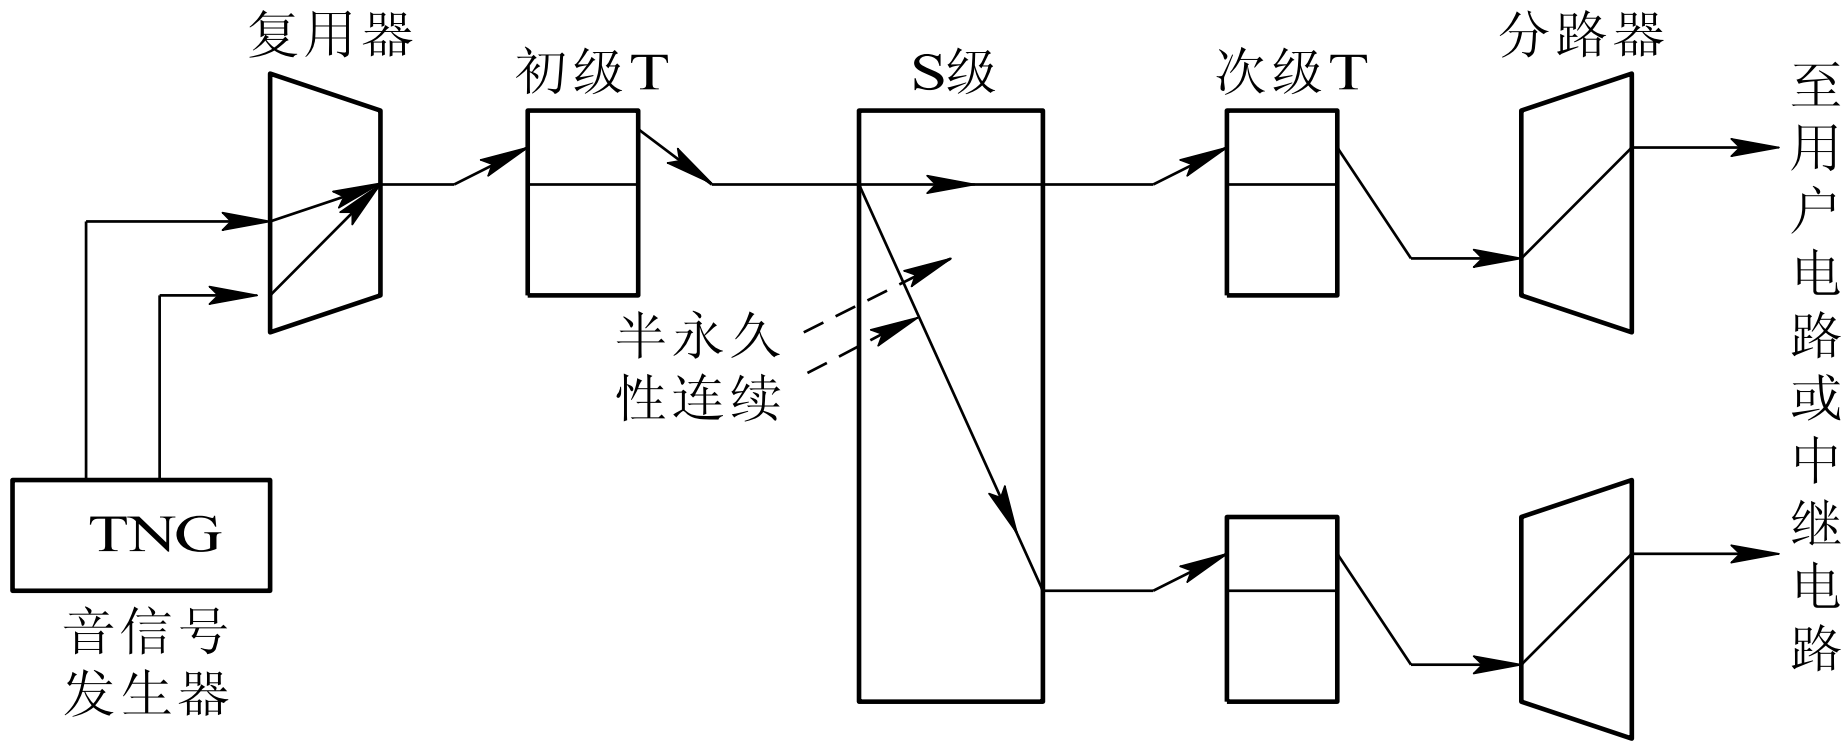 复用器
初级T
S级
次级T
分路器
半永久
性连续
TNG
音信号
发生器
至用户电路或中继电路